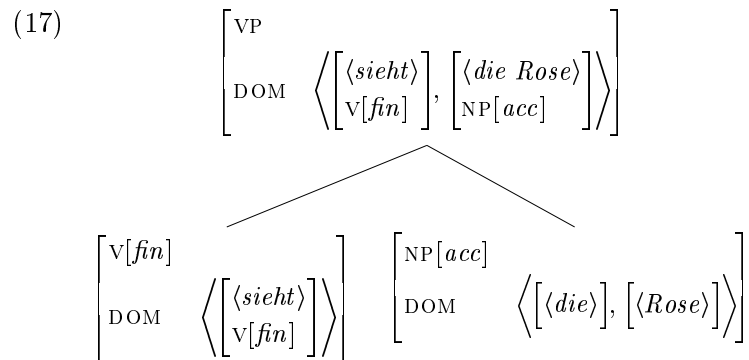 (17)
VP
DOM ⟨[⟨sieht⟩ V[fin]], [⟨die Rose⟩ NP[acc]]⟩
V[fin] NP[acc]
DOM ⟨[⟨sieht⟩ V[fin]]⟩ DOM ⟨[⟨die⟩], [⟨Rose⟩]⟩